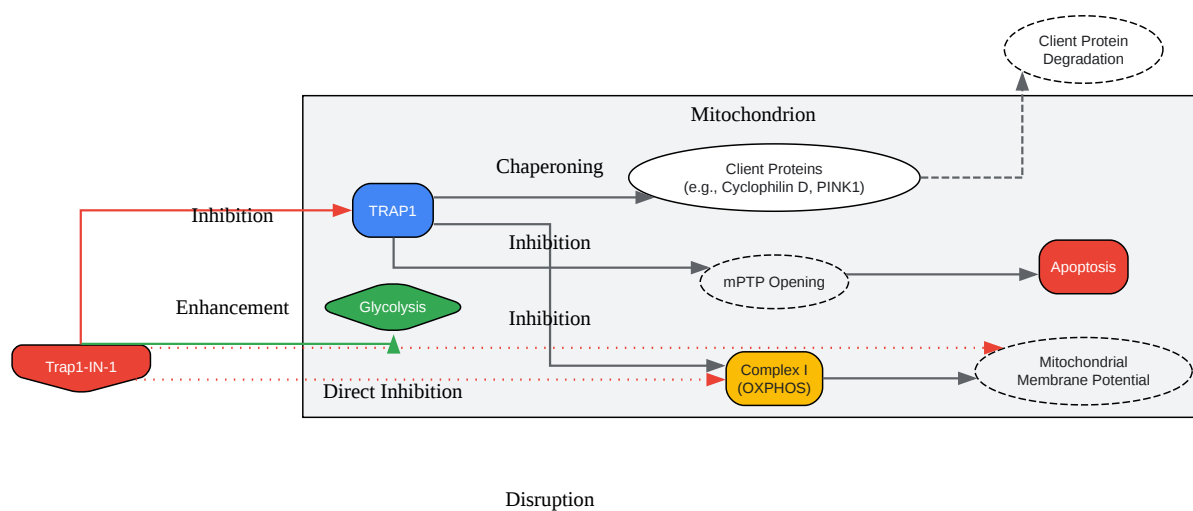 Client Protein
Degradation
Mitochondrion
Chaperoning
Client Proteins
(e.g., Cyclophilin D, PINK1)
TRAP1
Inhibition
Inhibition
Apoptosis
mPTP Opening
Enhancement
Glycolysis
Inhibition
Trap1-IN-1
Complex I
(OXPHOS)
Mitochondrial
Membrane Potential
Direct Inhibition
Disruption